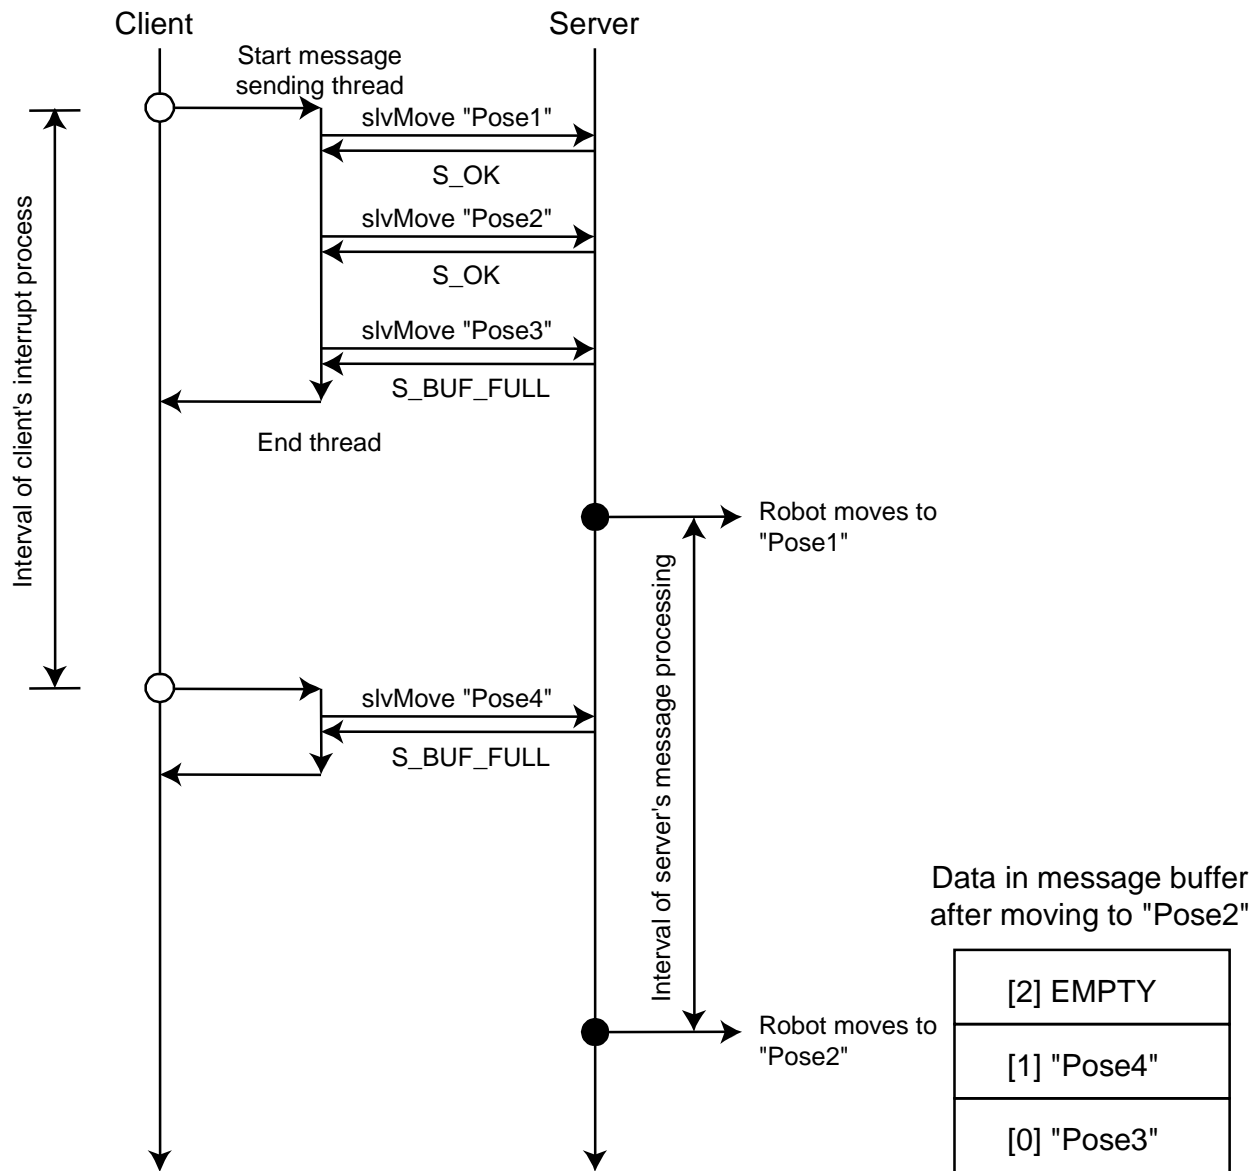 Client
Server
Start message
sending thread
slvMove "Pose1"
S_OK
slvMove "Pose2"
S_OK
slvMove "Pose3"
S_BUF_FULL
End thread
Interval of client's interrupt process
Robot moves to
"Pose1"
Interval of server's message processing
slvMove "Pose4"
S_BUF_FULL
Robot moves to
"Pose2"
Data in message buffer
after moving to "Pose2"
[2] EMPTY
[1] "Pose4"
[0] "Pose3"